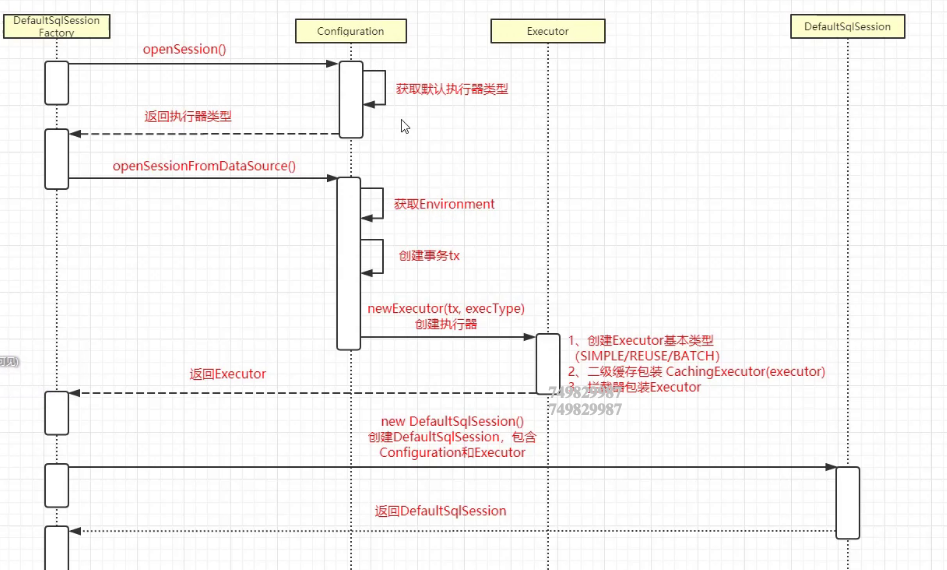 DefaultSqlSession
Factory
Configuration
Executor
DefaultSqlSession
openSession()
获取默认执行器类型
返回执行器类型
openSessionFromDataSource()
获取Environment
创建事务tx
newExecutor(tx, execType)
创建执行器
1、创建Executor基本类型
（SIMPLE/REUSE/BATCH）
2、二级缓存包装 CachingExecutor(executor)
3、拦截器包装Executor
返回Executor
749829987
749829987
new DefaultSqlSession()
创建DefaultSqlSession，包含
Configuration和Executor
返回DefaultSqlSession